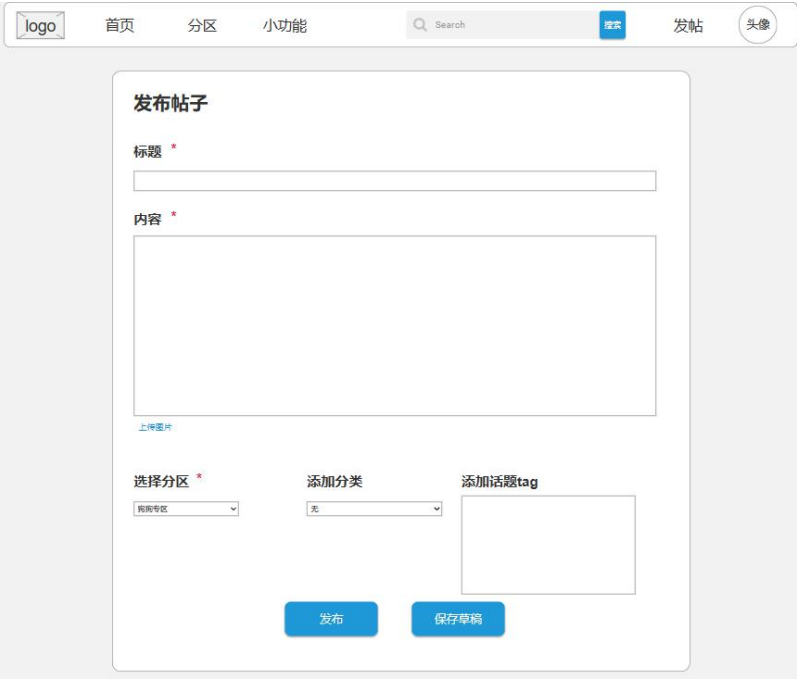 logo 首页 分区 小功能 Search 搜索 发帖 头像
发布帖子
标题 *
内容 *
上传图片
选择分区 * 添加分类 添加话题tag
狗狗专区 无
发布 保存草稿